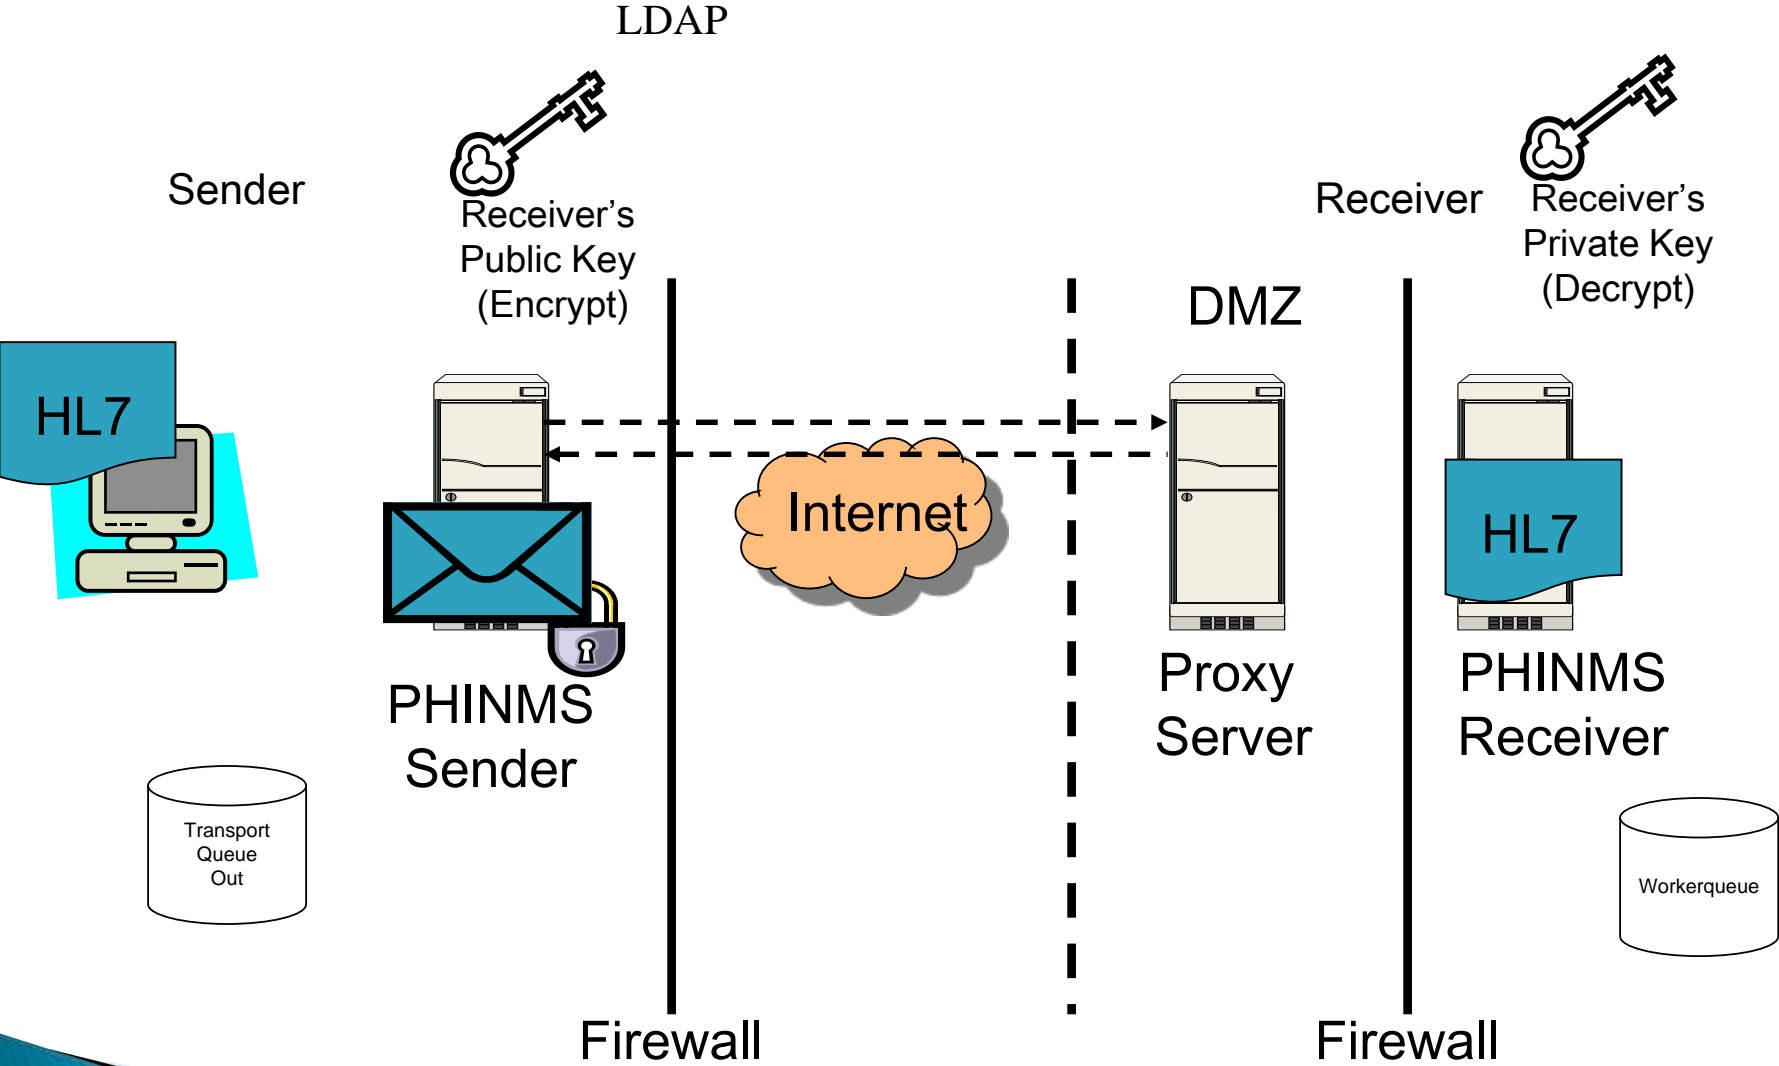 LDAP
Sender
Receiver's
Public Key
(Encrypt)
Receiver
Receiver's
Private Key
(Decrypt)
DMZ
HL7
Internet
HL7
PHINMS
Sender
Proxy
Server
PHINMS
Receiver
Transport
Queue
Out
Workerqueue
Firewall
Firewall